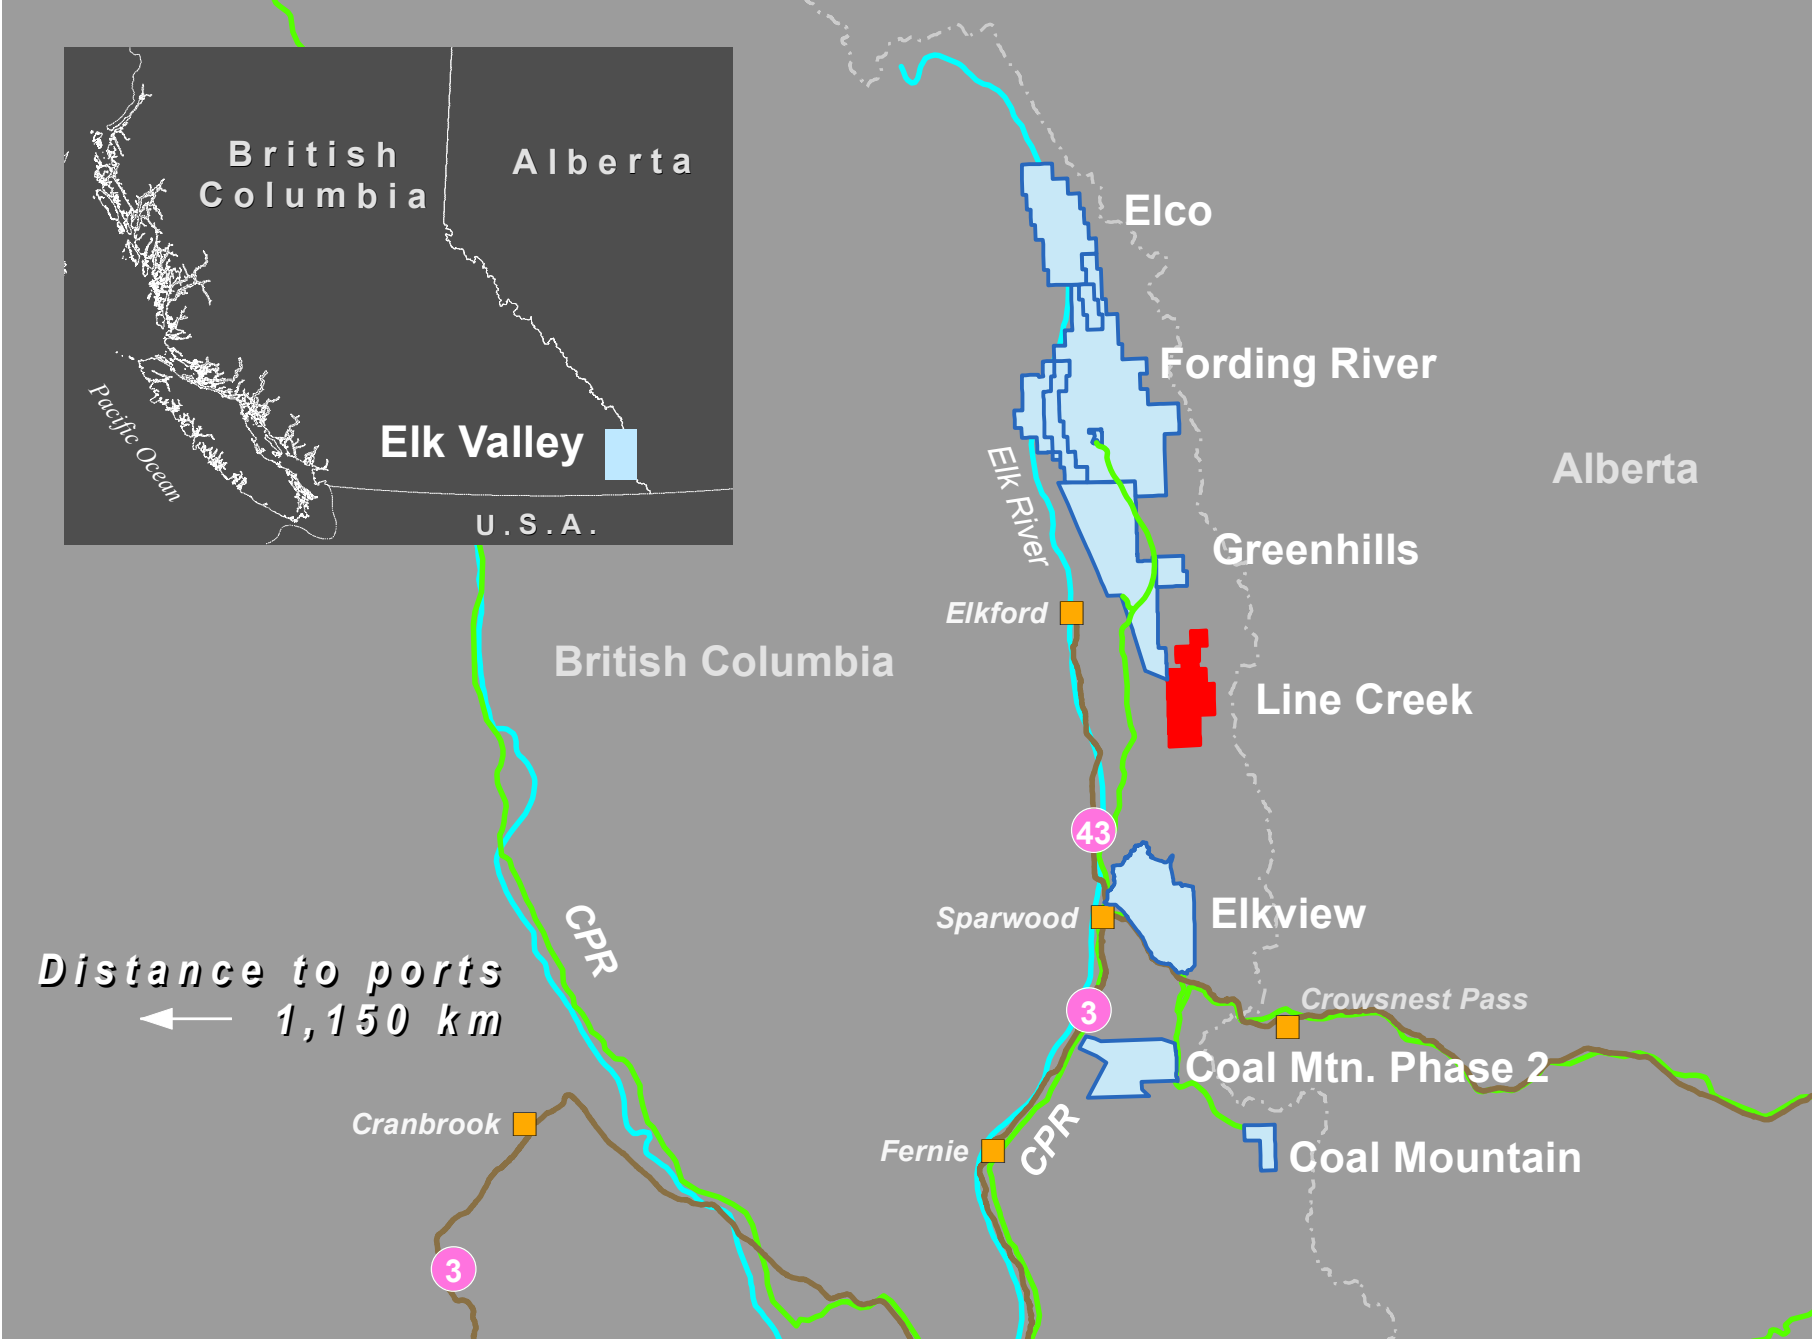 British
Columbia
Alberta
Pacific Ocean
Elk Valley
U.S.A.
Elco
Fording River
Alberta
Elk River
Greenhills
Elkford
British Columbia
Line Creek
43
Elkview
Sparwood
CPR
Distance to ports
1,150 km
3
Crowsnest Pass
Coal Mtn. Phase 2
Cranbrook
Fernie
CPR
Coal Mountain
3